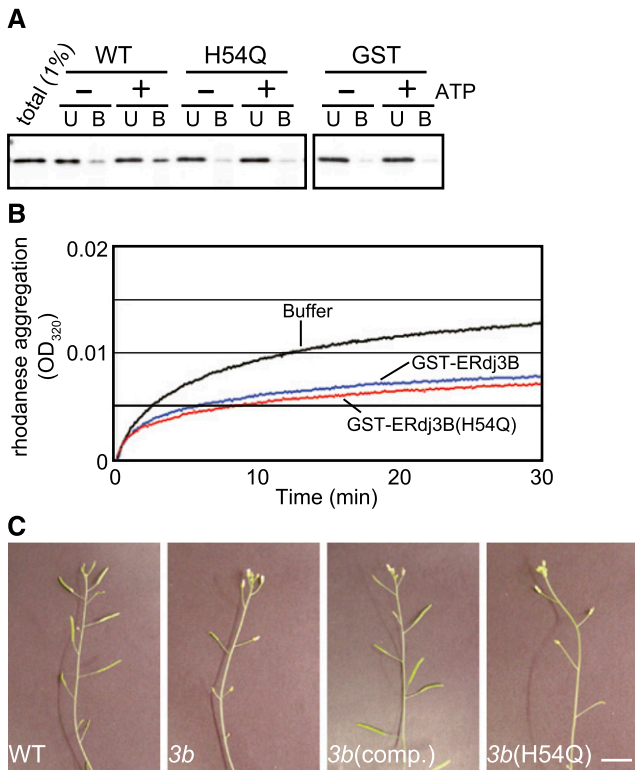 A
total (1%)
WT H54Q GST
− + − + − + ATP
U B U B U B U B U B U B
B
rhodanese aggregation
(OD320)
0.02
0.01
0
Buffer
GST-ERdj3B
GST-ERdj3B(H54Q)
0 10 20 30
Time (min)
C
WT 3b 3b(comp.) 3b(H54Q)